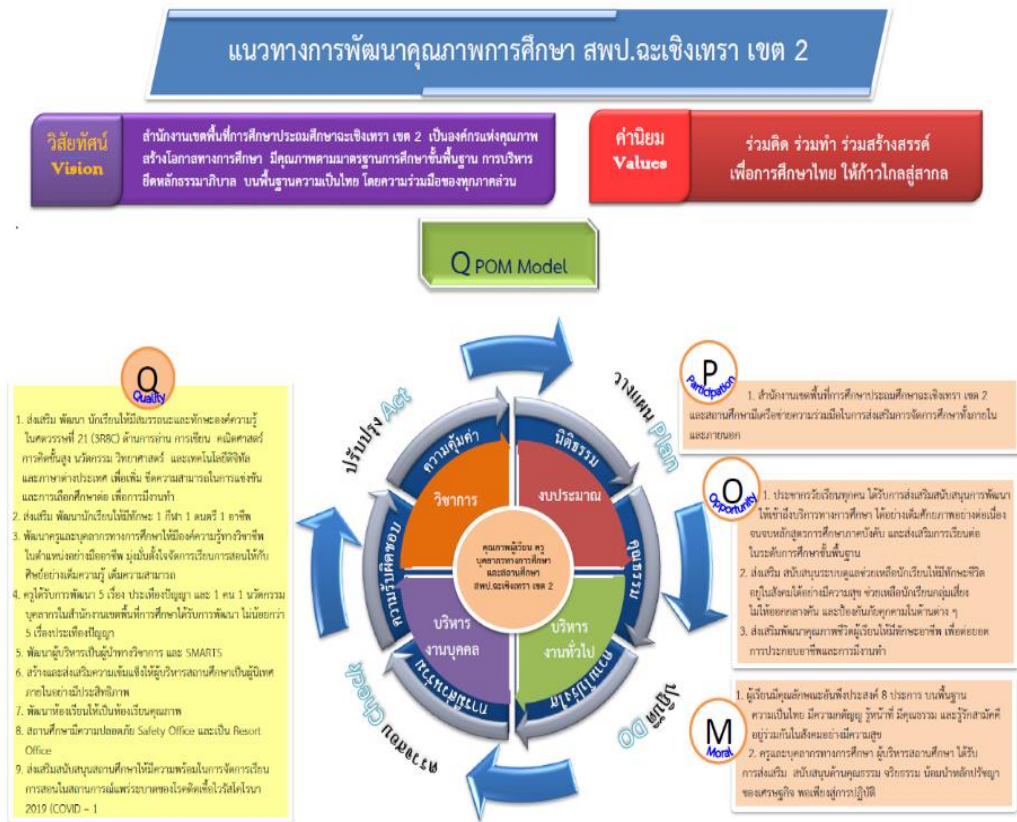 แนวทางการพัฒนาคุณภาพการศึกษา สพป.ฉะเชิงเทรา เขต 2
วิสัยทัศน์
Vision
สำนักงานเขตพื้นที่การศึกษาประถมศึกษาฉะเชิงเทรา เขต 2 เป็นองค์กรแห่งคุณภาพ
สร้างโอกาสทางการศึกษา มีคุณภาพตามมาตรฐานการศึกษาขั้นพื้นฐาน การบริหาร
ยึดหลักธรรมาภิบาล บนพื้นฐานความเป็นไทย โดยความร่วมมือของทุกภาคส่วน
ค่านิยม
Values
ร่วมคิด ร่วมทำ ร่วมสร้างสรรค์
เพื่อการศึกษาไทย ให้ก้าวไกลสู่สากล
Q POM Model
Q
Quality
1. ส่งเสริม พัฒนา นักเรียนให้มีสมรรถนะและทักษะองค์ความรู้
ในศตวรรษที่ 21 (3R8C) ด้านการอ่าน การเขียน คณิตศาสตร์
การคิดขั้นสูง นวัตกรรม วิทยาศาสตร์ และเทคโนโลยีดิจิทัล
และภาษาต่างประเทศ เพื่อเพิ่ม ขีดความสามารถในการแข่งขัน
และการเลือกศึกษาต่อ เพื่อการมีงานทำ
2. ส่งเสริม พัฒนานักเรียนให้มีทักษะ 1 กีฬา 1 ดนตรี 1 อาชีพ
3. พัฒนาครูและบุคลากรทางการศึกษาให้มีองค์ความรู้ทางวิชาชีพ
ในตำแหน่งอย่างมืออาชีพ มุ่งมั่นตั้งใจจัดการเรียนการสอนให้กับ
ศิษย์อย่างเต็มความรู้ เต็มความสามารถ
4. ครูได้รับการพัฒนา 5 เรื่อง ประเทืองปัญญา และ 1 คน 1 นวัตกรรม
บุคลากรในสำนักงานเขตพื้นที่การศึกษาได้รับการพัฒนา ไม่น้อยกว่า
5 เรื่องประเทืองปัญญา
5. พัฒนาผู้บริหารเป็นผู้นำทางวิชาการ และ SMARTS
6. สร้างและส่งเสริมความเข้มแข็งให้ผู้บริหารสถานศึกษาเป็นผู้นิเทศ
ภายในอย่างมีประสิทธิภาพ
7. พัฒนาห้องเรียนให้เป็นห้องเรียนคุณภาพ
8. สถานศึกษามีความปลอดภัย Safety Office และเป็น Resort
Office
9. ส่งเสริมสนับสนุนสถานศึกษาให้มีความพร้อมในการจัดการเรียน
การสอนในสถานการณ์แพร่ระบาดของโรคติดเชื้อไวรัสโคโรนา
2019 (COVID – 1
ปรับปรุง Act
วางแผน Plan
ปฏิบัติ DO
ตรวจสอบ Check
ความคุ้มค่า
นิติธรรม
คุณธรรม
ความโปร่งใส
การมีส่วนร่วม
ความรับผิดชอบ
วิชาการ
งบประมาณ
บริหาร
งานบุคคล
บริหาร
งานทั่วไป
คุณภาพผู้เรียน ครู
บุคลากรทางการศึกษา
และสถานศึกษา
สพป.ฉะเชิงเทรา เขต 2
P
Participation
1. สำนักงานเขตพื้นที่การศึกษาประถมศึกษาฉะเชิงเทรา เขต 2
และสถานศึกษามีเครือข่ายความร่วมมือในการส่งเสริมการจัดการศึกษาทั้งภายใน
และภายนอก
O
Opportunity
1. ประชากรวัยเรียนทุกคน ได้รับการส่งเสริมสนับสนุนการพัฒนา
ให้เข้าถึงบริการทางการศึกษา ได้อย่างเต็มศักยภาพอย่างต่อเนื่อง
จนจบหลักสูตรการศึกษาภาคบังคับ และส่งเสริมการเรียนต่อ
ในระดับการศึกษาขั้นพื้นฐาน
2. ส่งเสริม สนับสนุนระบบดูแลช่วยเหลือนักเรียนให้มีทักษะชีวิต
อยู่ในสังคมได้อย่างมีความสุข ช่วยเหลือนักเรียนกลุ่มเสี่ยง
ไม่ให้ออกกลางคัน และป้องกันภัยคุกคามในด้านต่าง ๆ
3. ส่งเสริมพัฒนาคุณภาพชีวิตผู้เรียนให้มีทักษะอาชีพ เพื่อต่อยอด
การประกอบอาชีพและการมีงานทำ
M
Moral
1. ผู้เรียนมีคุณลักษณะอันพึงประสงค์ 8 ประการ บนพื้นฐาน
ความเป็นไทย มีความกตัญญู รู้หน้าที่ มีคุณธรรม และรู้รักสามัคคี
อยู่ร่วมกันในสังคมอย่างมีความสุข
2. ครูและบุคลากรทางการศึกษา ผู้บริหารสถานศึกษา ได้รับ
การส่งเสริม สนับสนุนด้านคุณธรรม จริยธรรม น้อมนำหลักปรัชญา
ของเศรษฐกิจ พอเพียงสู่การปฏิบัติ